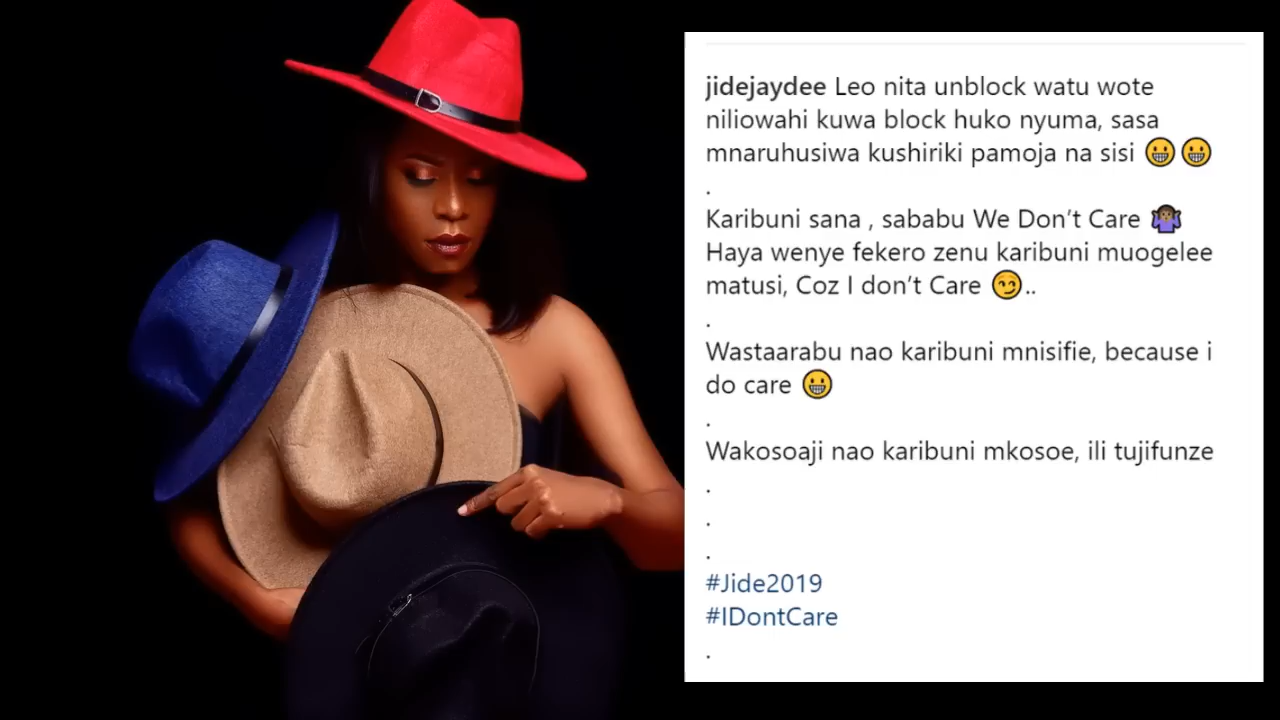 jidejaydee Leo nita unblock watu wote
niliowahi kuwa block huko nyuma, sasa
mnaruhusiwa kushiriki pamoja na sisi 😁😁
.
Karibuni sana , sababu We Don’t Care 🤷🏽‍♀️
Haya wenye fekero zenu karibuni muogelee
matusi, Coz I don’t Care 😏..
.
Wastaarabu nao karibuni mnisifie, because i
do care 😁
.
Wakosoaji nao karibuni mkosoe, ili tujifunze
.
.
.
#Jide2019
#IDontCare
.